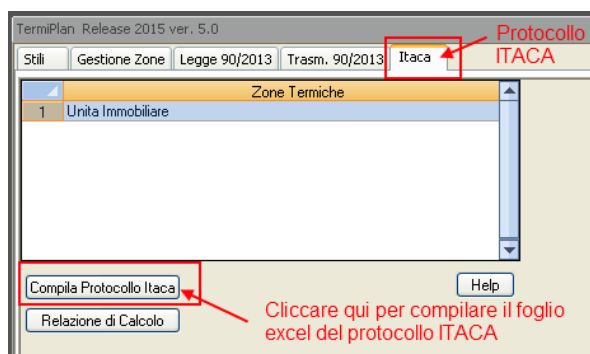 TermiPlan Release 2015 ver. 5.0
Protocollo
ITACA
Stili Gestione Zone Legge 90/2013 Trasm. 90/2013 Itaca
Zone Termiche
1 Unita Immobiliare
Compila Protocollo Itaca Help
Cliccare qui per compilare il foglio
excel del protocollo ITACA
Relazione di Calcolo